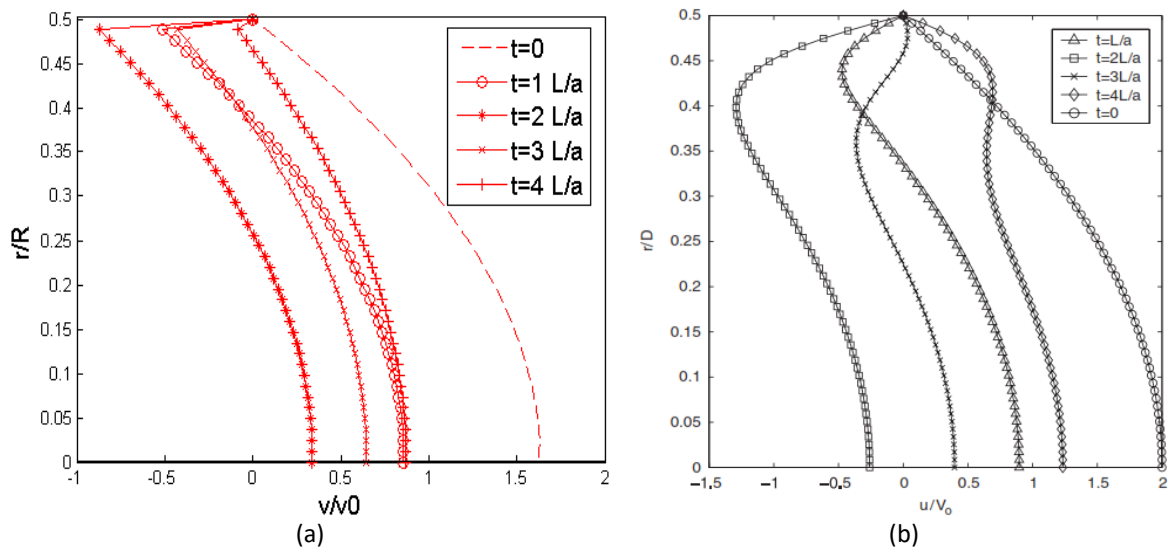 0.5
0.45
0.4
0.35
0.3
0.25
0.2
0.15
0.1
0.05
0
r/R
-1
-0.5
0
0.5
1
1.5
2
v/v0
t=0
t=1 L/a
t=2 L/a
t=3 L/a
t=4 L/a
(a)
0.5
0.45
0.4
0.35
0.3
0.25
0.2
0.15
0.1
0.05
0
r/D
−1.5
−1
−0.5
0
0.5
1
1.5
2
u/Vo
t=L/a
t=2L/a
t=3L/a
t=4L/a
t=0
(b)